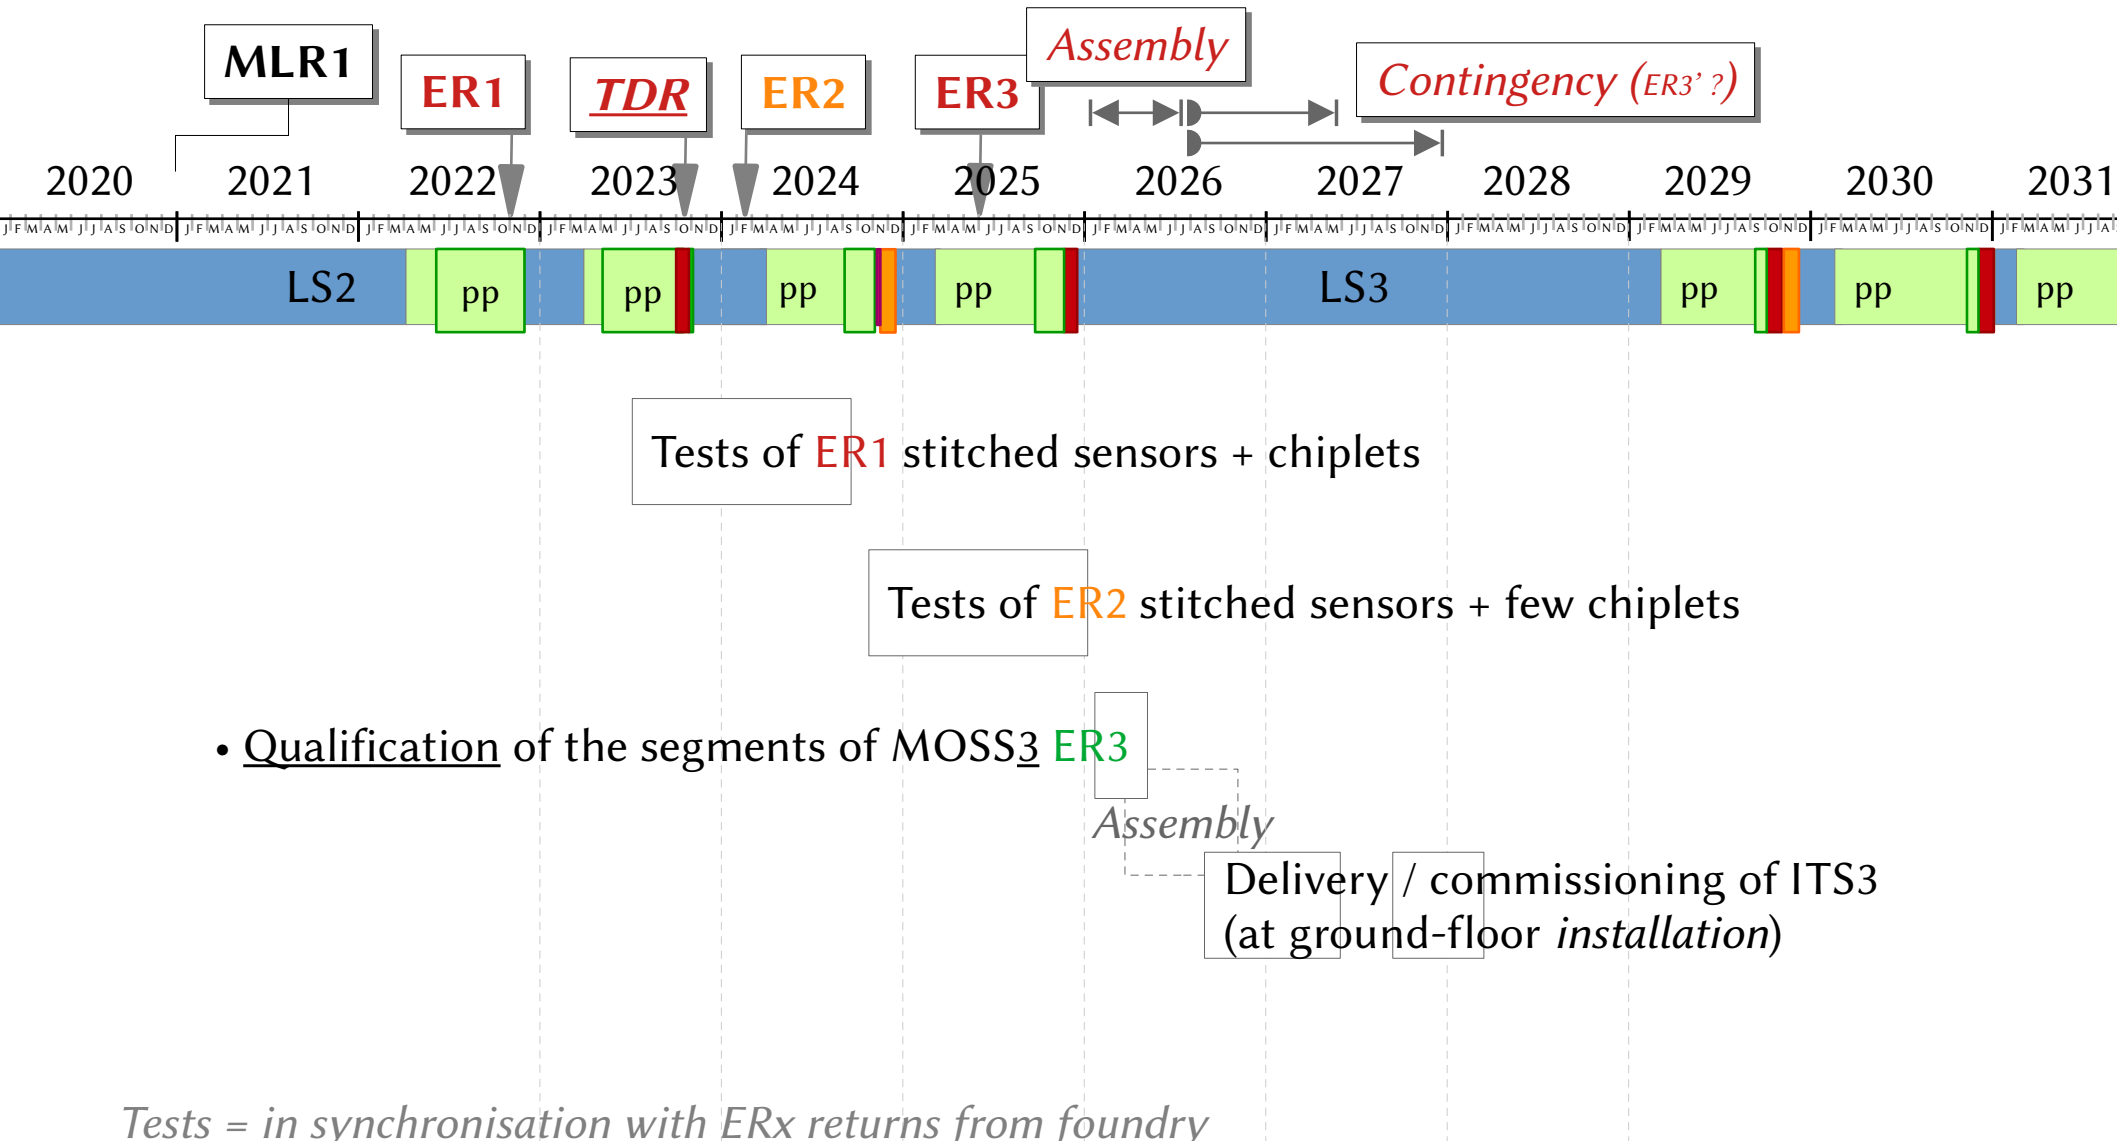 MLR1
ER1
TDR
ER2
ER3
Assembly
Contingency (ER3' ?)
2020 2021 2022 2023 2024 2025 2026 2027 2028 2029 2030 2031
J F M A M J J A S O N D J F M A M J J A S O N D J F M A M J J A S O N D J F M A M J J A S O N D J F M A M J J A S O N D J F M A M J J A S O N D J F M A M J J A S O N D J F M A M J J A S O N D J F M A M J J A S O N D J F M A M J J A S O N D J F M A M J J A S O N D J F M A M J J A
LS2 pp pp pp pp LS3 pp pp pp
Tests of ER1 stitched sensors + chiplets
Tests of ER2 stitched sensors + few chiplets
• Qualification of the segments of MOSS3 ER3
Assembly
Delivery / commissioning of ITS3
(at ground-floor installation)
Tests = in synchronisation with ERx returns from foundry